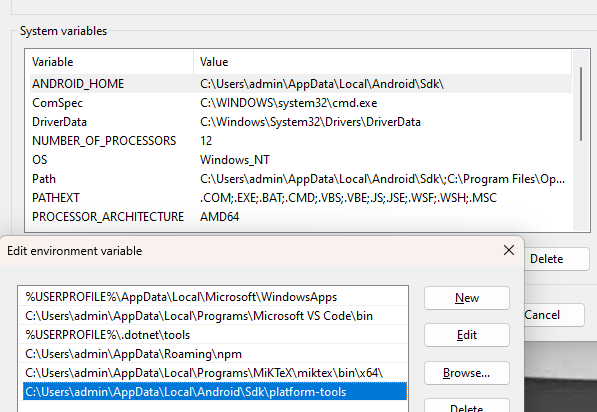 System variables
Variable Value
ANDROID_HOME C:\Users\admin\AppData\Local\Android\Sdk\
ComSpec C:\WINDOWS\system32\cmd.exe
DriverData C:\Windows\System32\Drivers\DriverData
NUMBER_OF_PROCESSORS 12
OS Windows_NT
Path C:\Users\admin\AppData\Local\Android\Sdk\;C:\Program Files\Op...
PATHEXT .COM;.EXE;.BAT;.CMD;.VBS;.VBE;.JS;.JSE;.WSF;.WSH;.MSC
PROCESSOR_ARCHITECTURE AMD64
Delete
Cancel
Edit environment variable
%USERPROFILE%\AppData\Local\Microsoft\WindowsApps
C:\Users\admin\AppData\Local\Programs\Microsoft VS Code\bin
%USERPROFILE%\.dotnet\tools
C:\Users\admin\AppData\Roaming\npm
C:\Users\admin\AppData\Local\Programs\MiKTeX\miktex\bin\x64\
C:\Users\admin\AppData\Local\Android\Sdk\platform-tools
New
Edit
Browse...
Delete